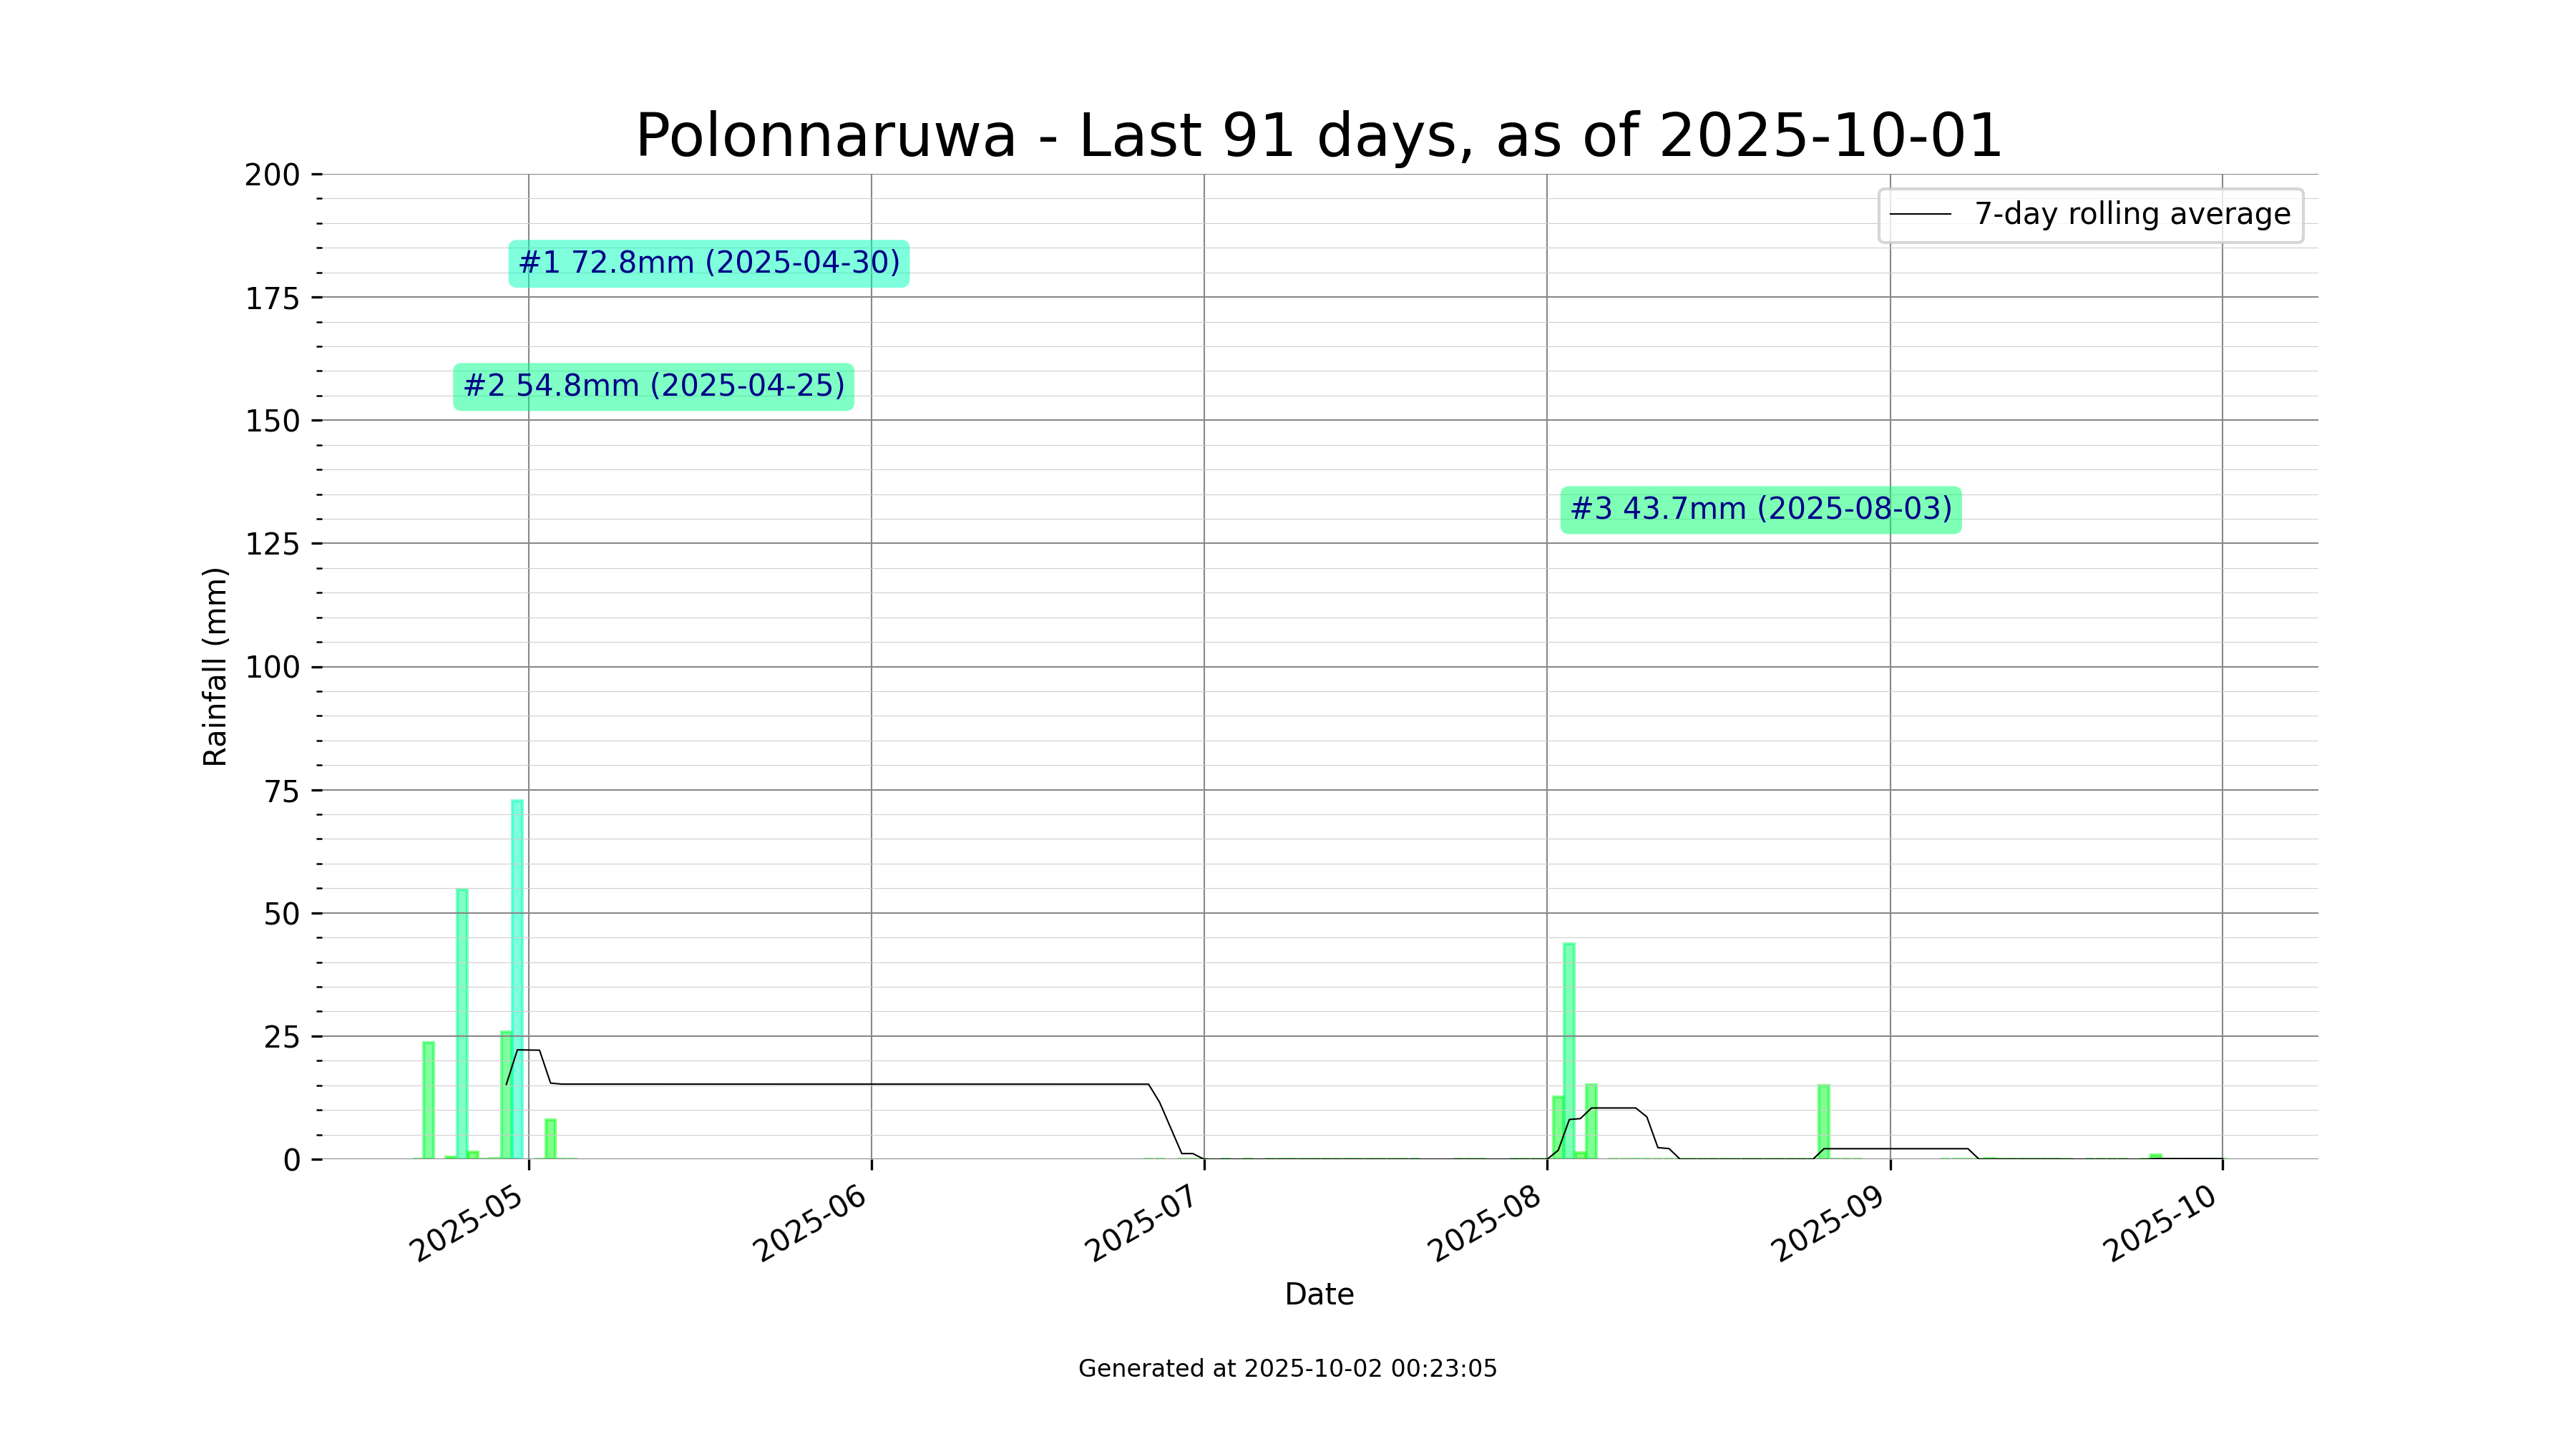 Polonnaruwa - Last 91 days, as of 2025-10-01
200
175
150
125
100
75
50
25
0
Rainfall (mm)
7-day rolling average
#1 72.8mm (2025-04-30)
#2 54.8mm (2025-04-25)
#3 43.7mm (2025-08-03)
2025-05
2025-06
2025-07
2025-08
2025-09
2025-10
Date
Generated at 2025-10-02 00:23:05